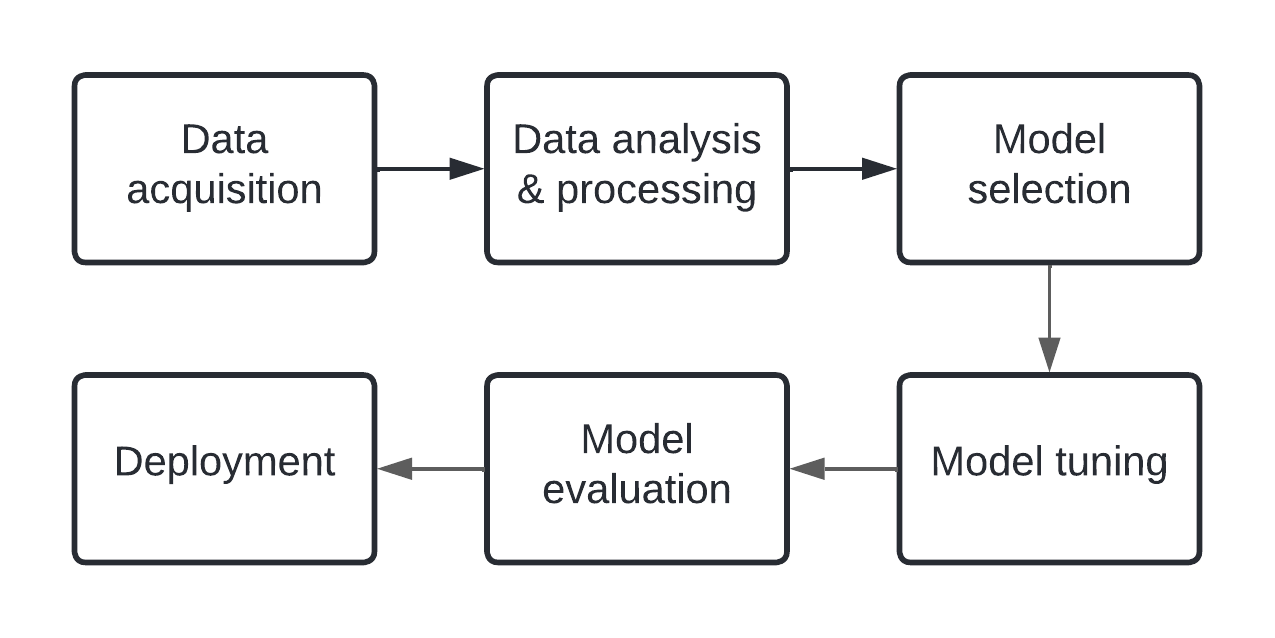 Data
acquisition
Data analysis
& processing
Model
selection
Deployment
Model
evaluation
Model tuning